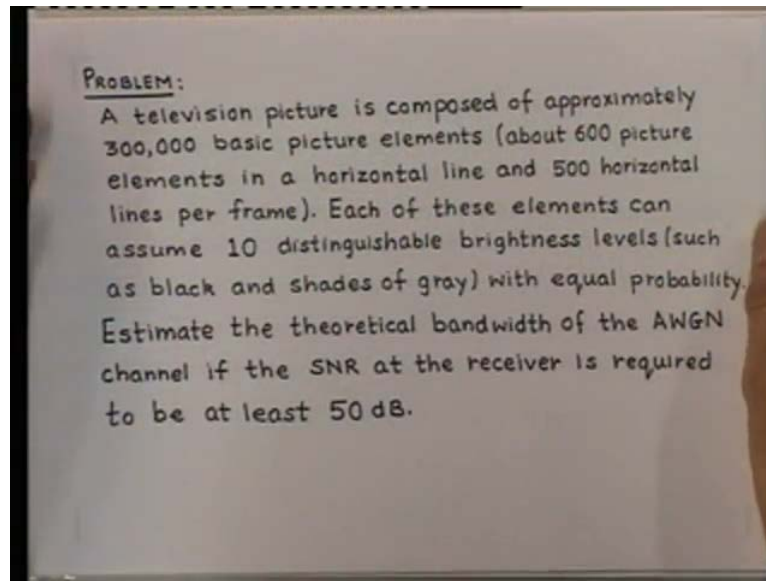 PROBLEM:
A television picture is composed of approximately
300,000 basic picture elements (about 600 picture
elements in a horizontal line and 500 horizontal
lines per frame). Each of these elements can
assume 10 distinguishable brightness levels (such
as black and shades of gray) with equal probability.
Estimate the theoretical bandwidth of the AWGN
channel if the SNR at the receiver is required
to be at least 50 dB.